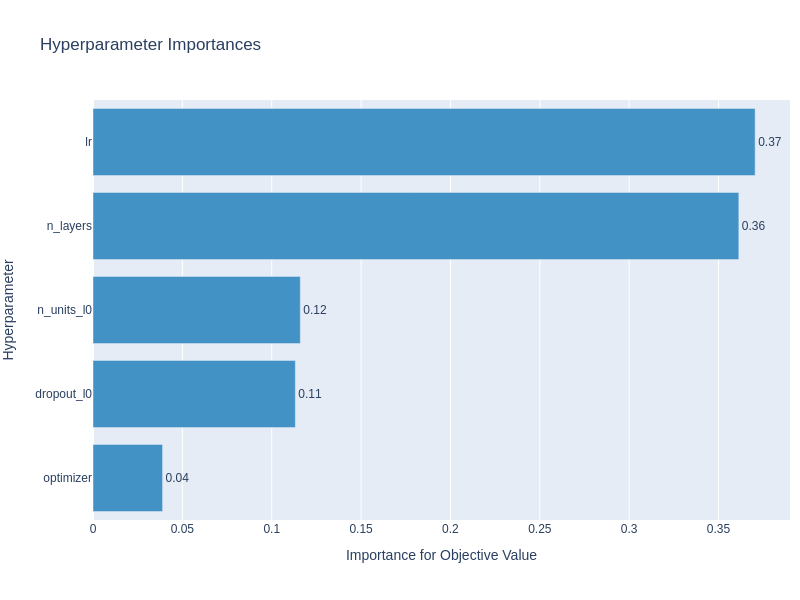 Hyperparameter Importances
Hyperparameter
lr
0.37
n_layers
0.36
n_units_l0
0.12
dropout_l0
0.11
optimizer
0.04
0 0.05 0.1 0.15 0.2 0.25 0.3 0.35
Importance for Objective Value